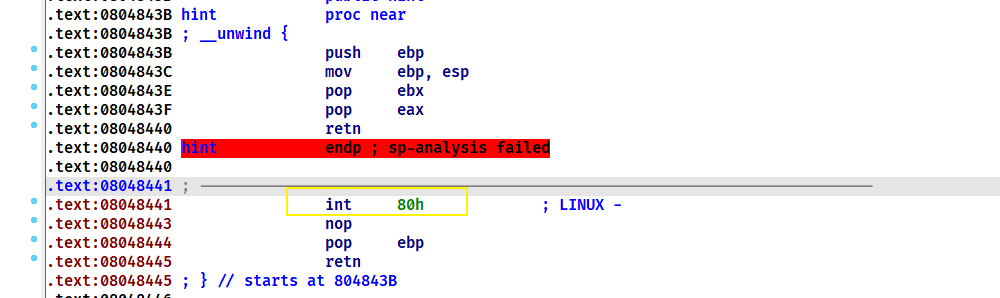 .text:0804843B hint proc near
.text:0804843B ; __unwind {
.text:0804843B push ebp
.text:0804843C mov ebp, esp
.text:0804843E pop ebx
.text:0804843F pop eax
.text:08048440 retn
.text:08048440 hint endp ; sp-analysis failed
.text:08048440
.text:08048441 ;
.text:08048441 int 80h ; LINUX -
.text:08048443 nop
.text:08048444 pop ebp
.text:08048445 retn
.text:08048445 ; } // starts at 804843B